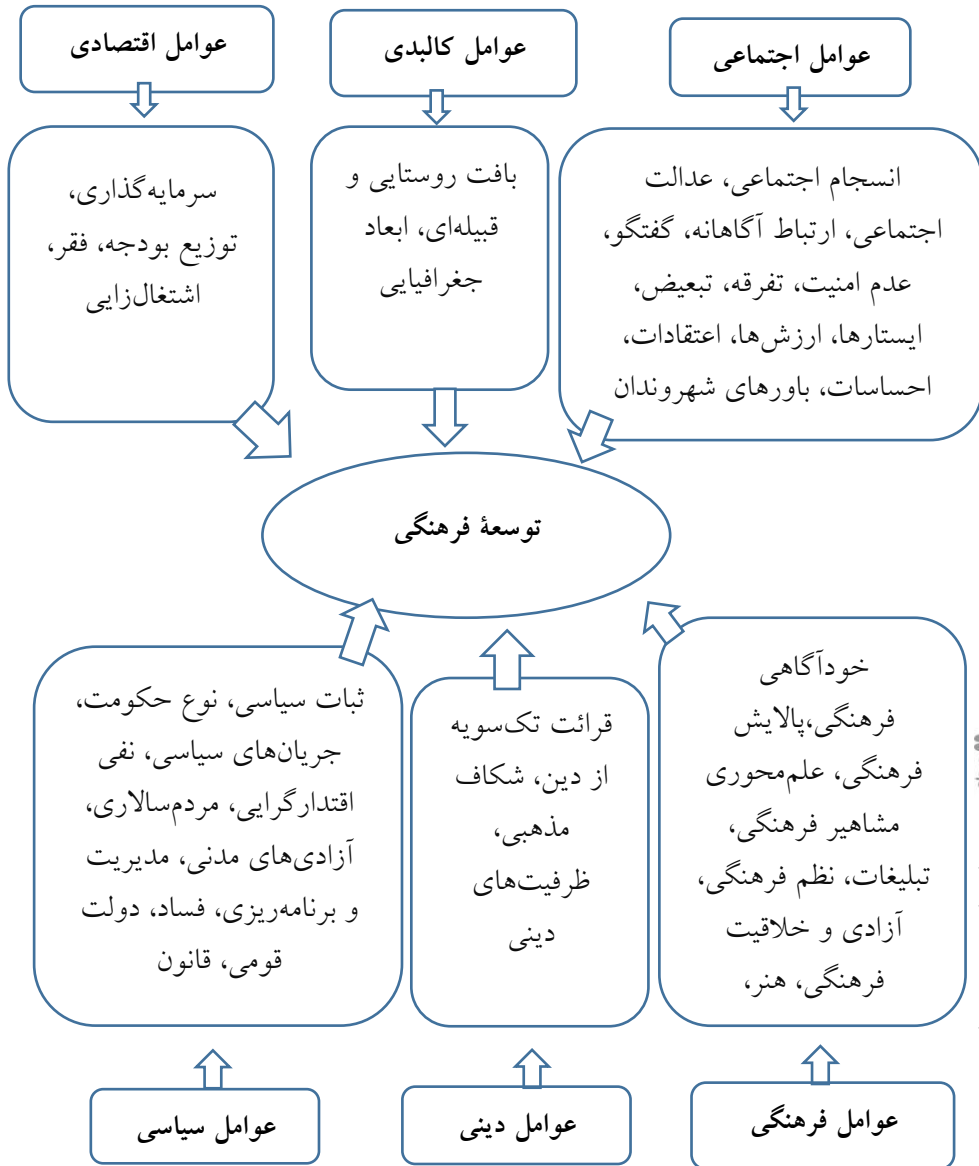 عوامل اجتماعی
انسجام اجتماعی، عدالت
اجتماعی، ارتباط آگاهانه، گفتگو،
عدم امنیت، تفرقه، تبعیض،
ایستارها، ارزش‌ها، اعتقادات،
احساسات، باورهای شهروندان
عوامل کالبدی
بافت روستایی و
قبیله‌ای، ابعاد
جغرافیایی
عوامل اقتصادی
سرمایه‌گذاری،
توزیع بودجه، فقر،
اشتغال‌زایی
توسعهٔ فرهنگی
خودآگاهی
فرهنگی،پالایش
فرهنگی، علم‌محوری
مشاهیر فرهنگی،
تبلیغات، نظم فرهنگی،
آزادی و خلاقیت
فرهنگی، هنر،
عوامل فرهنگی
قرائت تک‌سویه
از دین، شکاف
مذهبی،
ظرفیت‌های
دینی
عوامل دینی
ثبات سیاسی، نوع حکومت،
جریان‌های سیاسی، نفی
اقتدارگرایی، مردم‌سالاری،
آزادی‌های مدنی، مدیریت
و برنامه‌ریزی، فساد، دولت
قومی، قانون
عوامل سیاسی